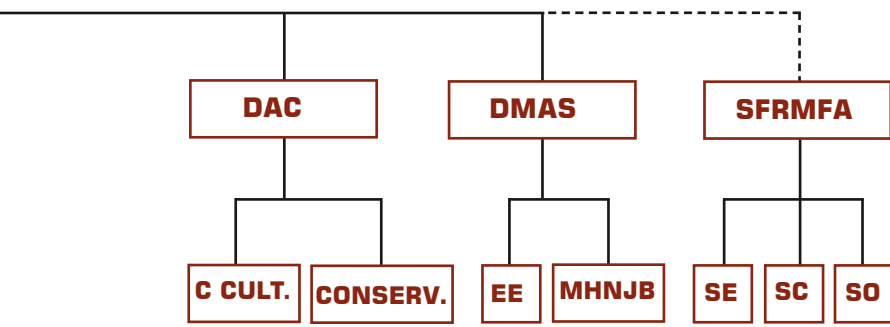 DAC
DMAS
SFRMFA
C CULT.
CONSERV.
EE
MHNJB
SE
SC
SO